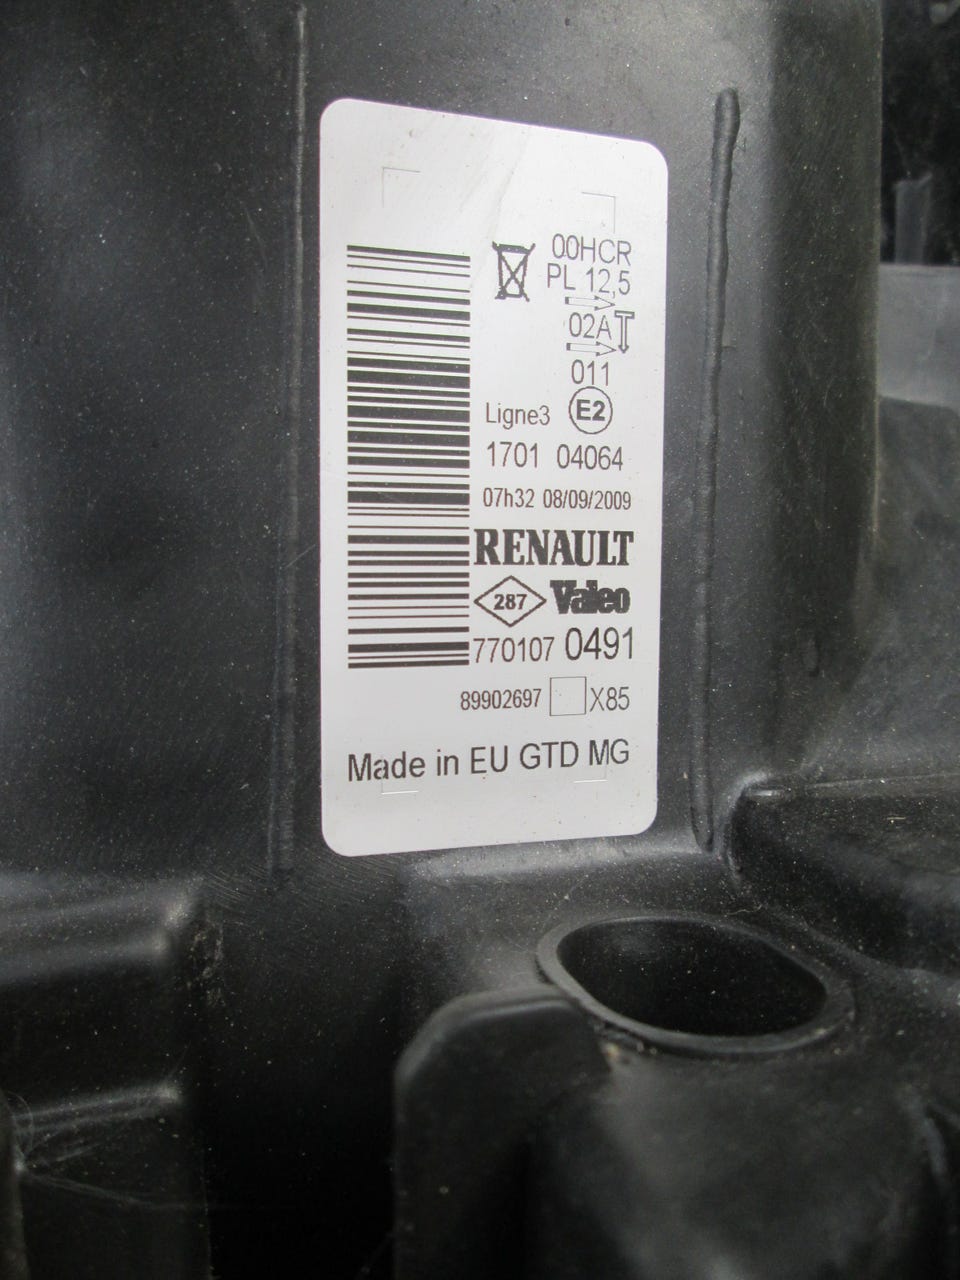 00HCR
PL 12,5
02A
011
Ligne3 E2
1701 04064
07h32 08/09/2009
RENAULT
287 Valeo
770107 0491
89902697 X85
Made in EU GTD MG